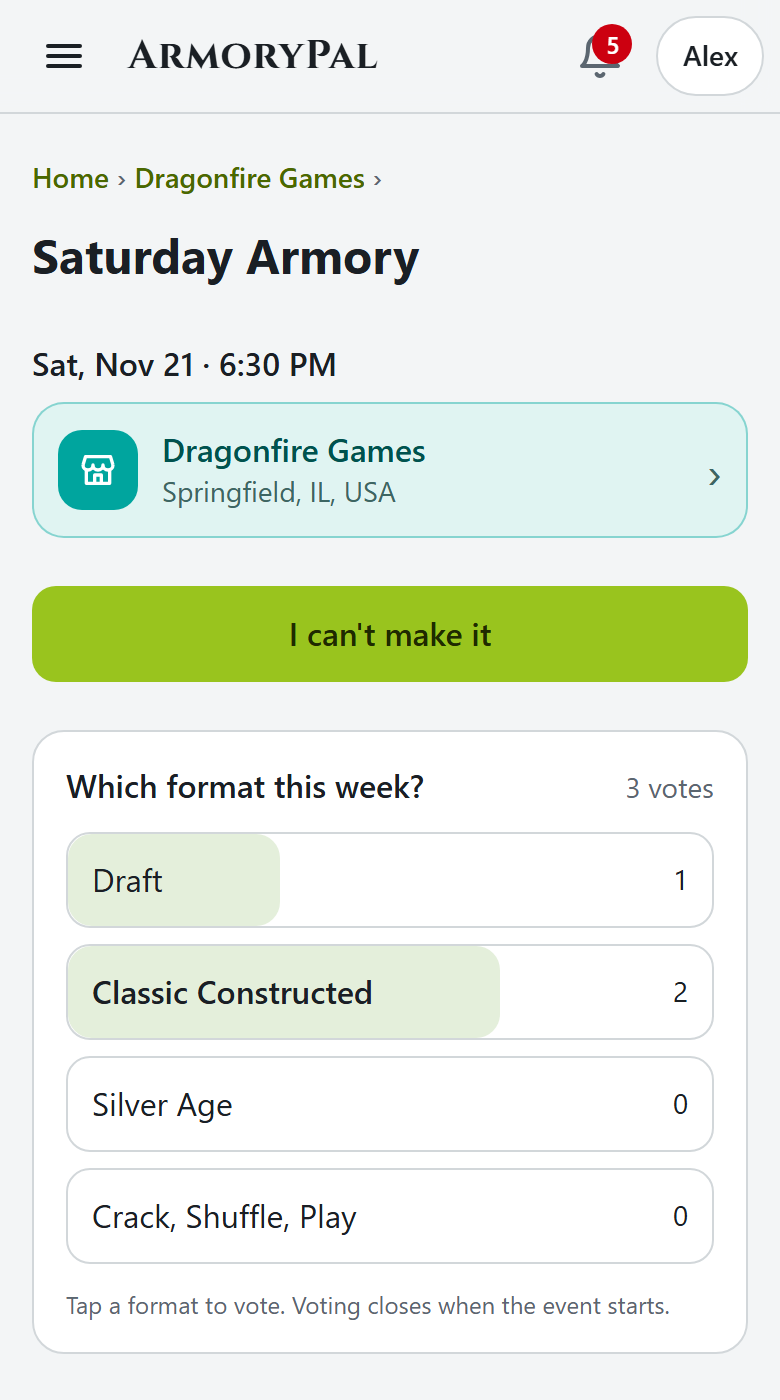 ArmoryPal
5
Alex
Home › Dragonfire Games ›
Saturday Armory
Sat, Nov 21 · 6:30 PM
Dragonfire Games
Springfield, IL, USA
›
I can't make it
Which format this week? 3 votes
Draft 1
Classic Constructed 2
Silver Age 0
Crack, Shuffle, Play 0
Tap a format to vote. Voting closes when the event starts.